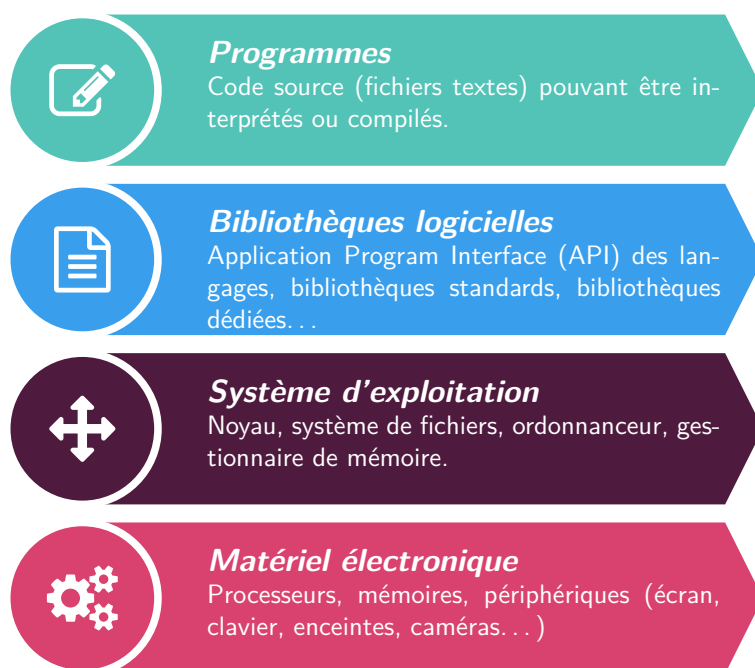 Programmes
Code source (fichiers textes) pouvant être in-
terprétés ou compilés.
Bibliothèques logicielles
Application Program Interface (API) des lan-
gages, bibliothèques standards, bibliothèques
dédiées...
Système d'exploitation
Noyau, système de fichiers, ordonnanceur, ges-
tionnaire de mémoire.
Matériel électronique
Processeurs, mémoires, périphériques (écran,
clavier, enceintes, caméras...)